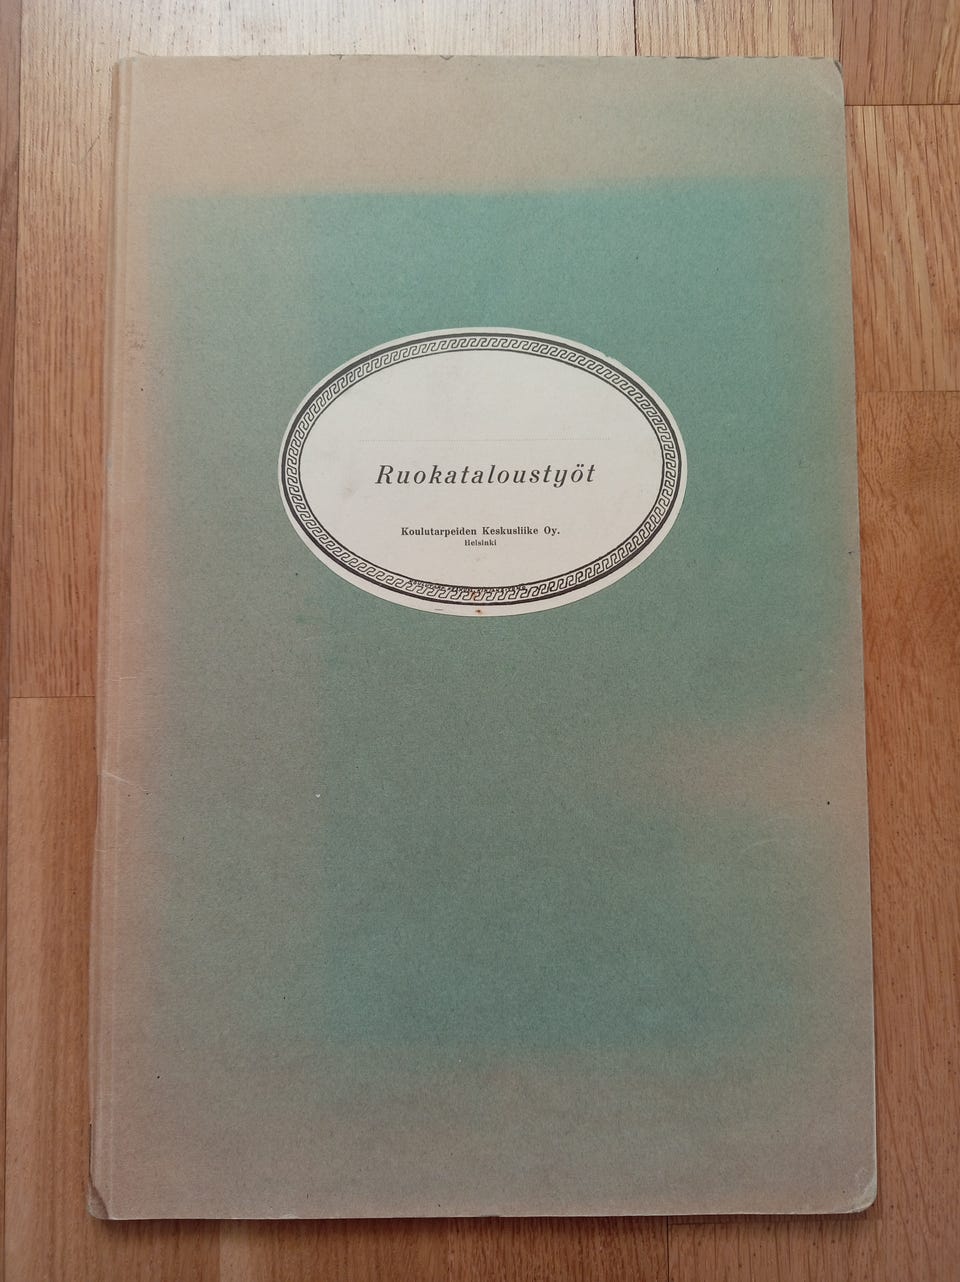 Ruokataloustyöt
Koulutarpeiden Keskusliike Oy.
Helsinki